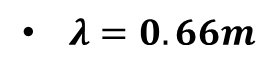 • λ = 0.66m